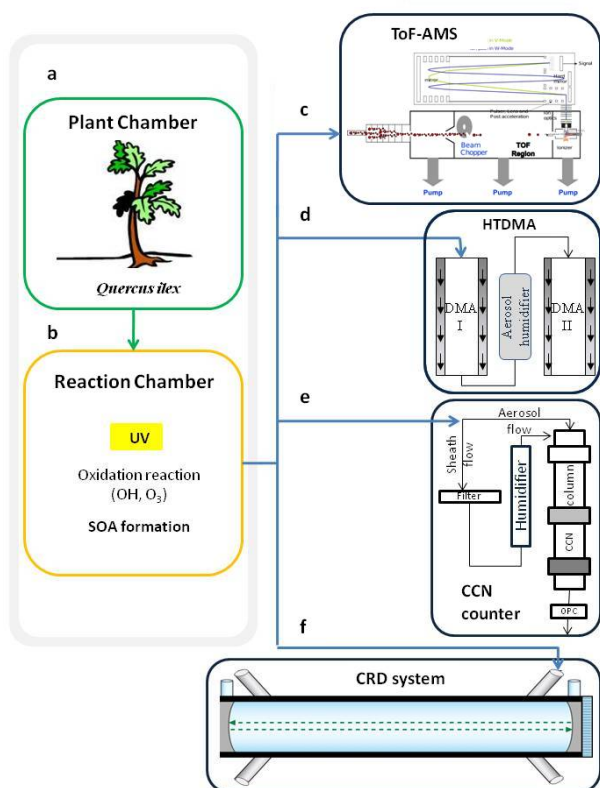 a
Plant Chamber
Quercus ilex
b
Reaction Chamber
UV
Oxidation reaction
(OH, O₃)
SOA formation
c
ToF-AMS
Signal
Beam
Chopper
TOF
Region
Ionizer
Pump
Pump
Pump
d
HTDMA
DMA
I
Aerosol
humidifier
DMA
II
e
Aerosol
flow
Sheath
flow
Filter
Humidifier
column
CCN
OPC
CCN
counter
f
CRD system